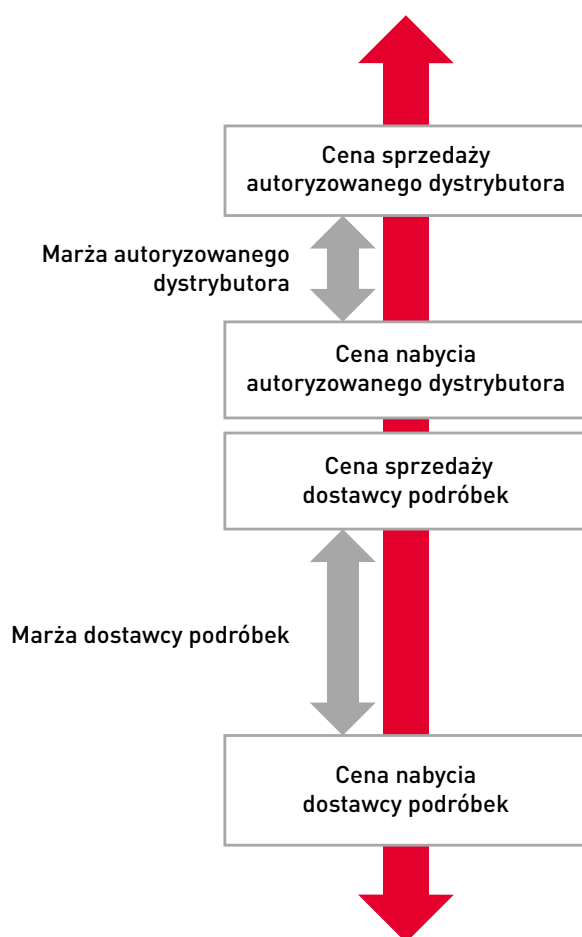 Cena sprzedaży
autoryzowanego dystrybutora
Marża autoryzowanego
dystrybutora
Cena nabycia
autoryzowanego dystrybutora
Cena sprzedaży
dostawcy podróbek
Marża dostawcy podróbek
Cena nabycia
dostawcy podróbek